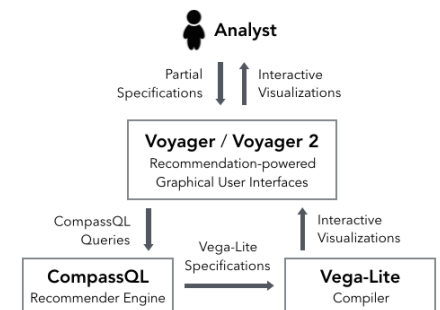 Analyst
Partial
Specifications
Interactive
Visualizations
Voyager / Voyager 2
Recommendation-powered
Graphical User Interfaces
CompassQL
Queries
Vega-Lite
Specifications
Interactive
Visualizations
CompassQL
Recommender Engine
Vega-Lite
Compiler